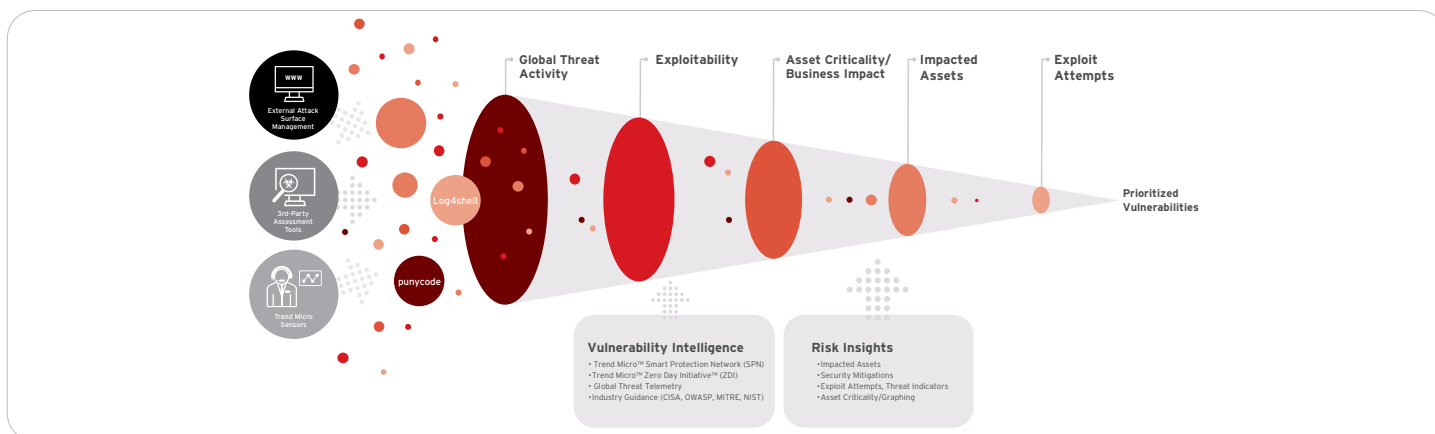 www
External Attack
Surface
Management
3rd-Party
Assessment
Tools
Trend Micro
Sensors
Log4shell
punycode
Global Threat
Activity
Exploitability
Asset Criticality/
Business Impact
Impacted
Assets
Exploit
Attempts
Prioritized
Vulnerabilities
Vulnerability Intelligence
• Trend Micro™ Smart Protection Network (SPN)
•Trend Micro™ Zero Day Initiative™ (ZDI)
• Global Threat Telemetry
•Industry Guidance (CISA, OWASP, MITRE, NIST)
Risk Insights
•Impacted Assets
•Security Mitigations
•Exploit Attempts, Threat Indicators
•Asset Criticality/Graphing